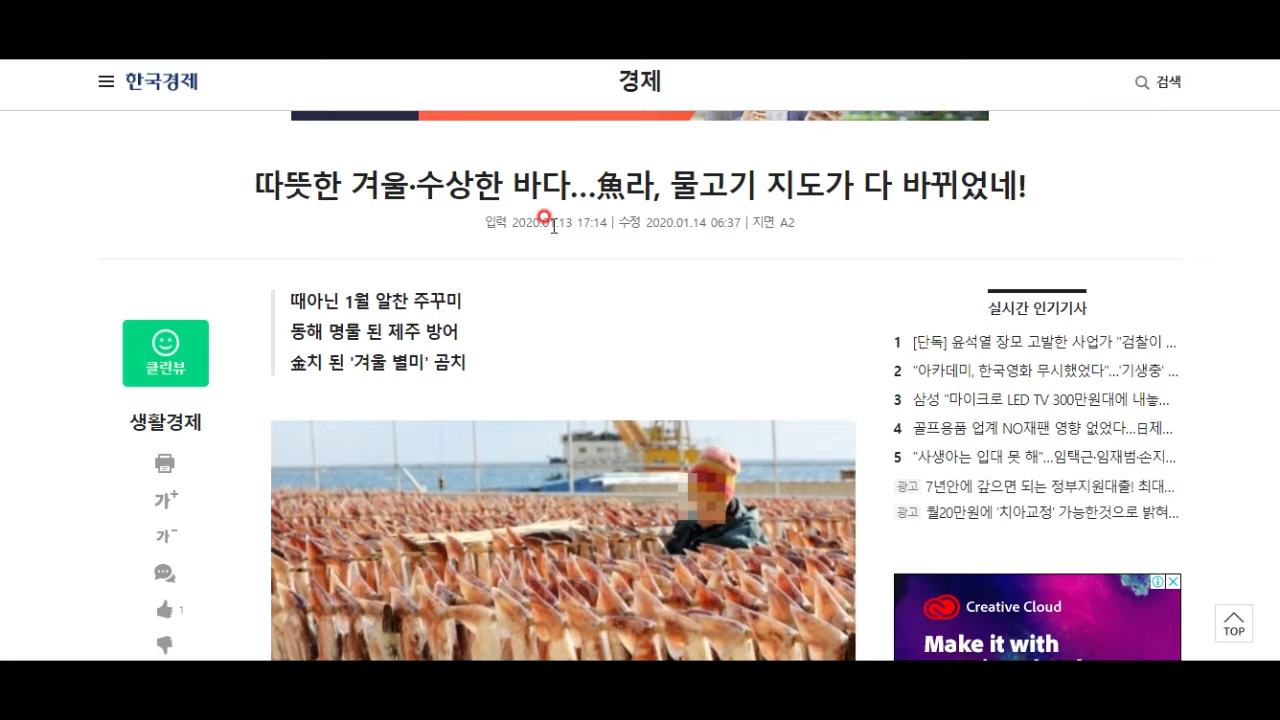 한국경제
경제
검색
따뜻한 겨울·수상한 바다...魚라, 물고기 지도가 다 바뀌었네!
입력 2020.01.13 17:14 | 수정 2020.01.14 06:37 | 지면 A2
때아닌 1월 알찬 주꾸미
동해 명물 된 제주 방어
金치 된 '겨울 별미' 곰치
클린뷰
생활경제
가+
가-
1
실시간 인기기사
1 [단독] 윤석열 장모 고발한 사업가 "검찰이 ...
2 "아카데미, 한국영화 무시했었다"...'기생충' ...
3 삼성 "마이크로 LED TV 300만원대에 내놓...
4 골프용품 업계 NO재팬 영향 없었다...日제...
5 "사생아는 입대 못 해"...임택근·임재범·손지...
광고 7년안에 갚으면 되는 정부지원대출! 최대...
광고 월20만원에 '치아교정' 가능한것으로 밝혀...
Creative Cloud
Make it with
TOP